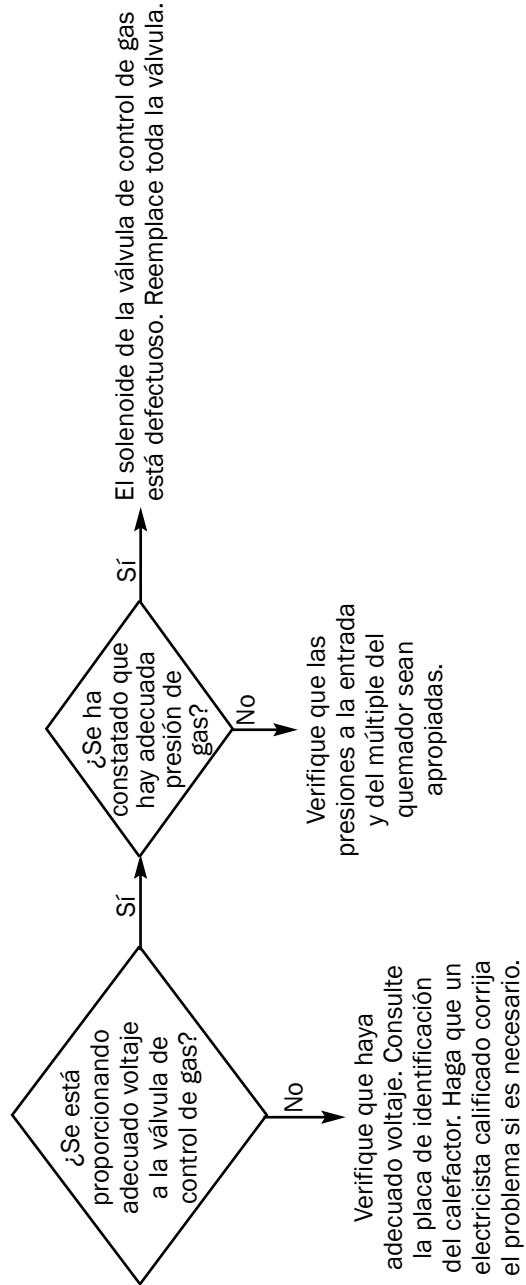 ¿Se está
proporcionando
adecuado voltaje
a la válvula de
control de gas?
Sí
No
Verifique que haya
adecuado voltaje. Consulte
la placa de identificación
del calefactor. Haga que un
electricista calificado corrija
el problema si es necesario.
¿Se ha
constatado que
hay adecuada
presión de
gas?
Sí
No
Verifique que las
presiones a la entrada
y del múltiple del
quemador sean
apropiadas.
El solenoide de la válvula de control de gas
está defectuoso. Reemplace toda la válvula.